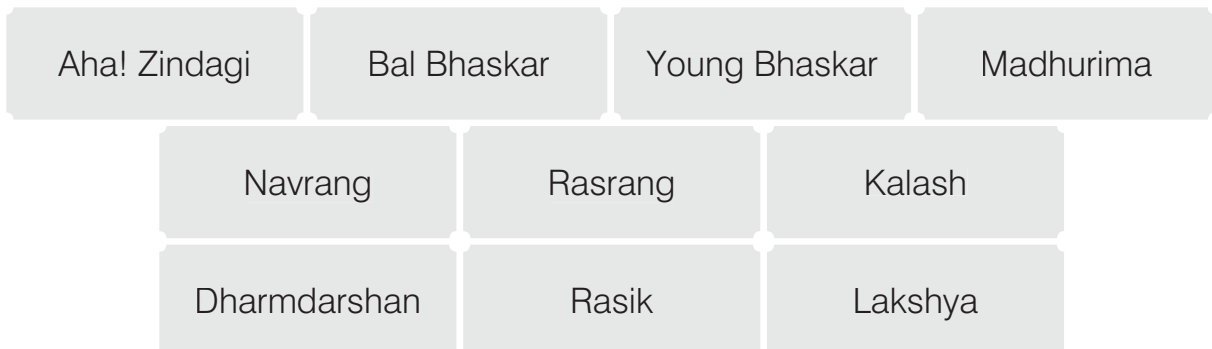 Aha! Zindagi Bal Bhaskar Young Bhaskar Madhurima
Navrang Rasrang Kalash
Dharmdarshan Rasik Lakshya